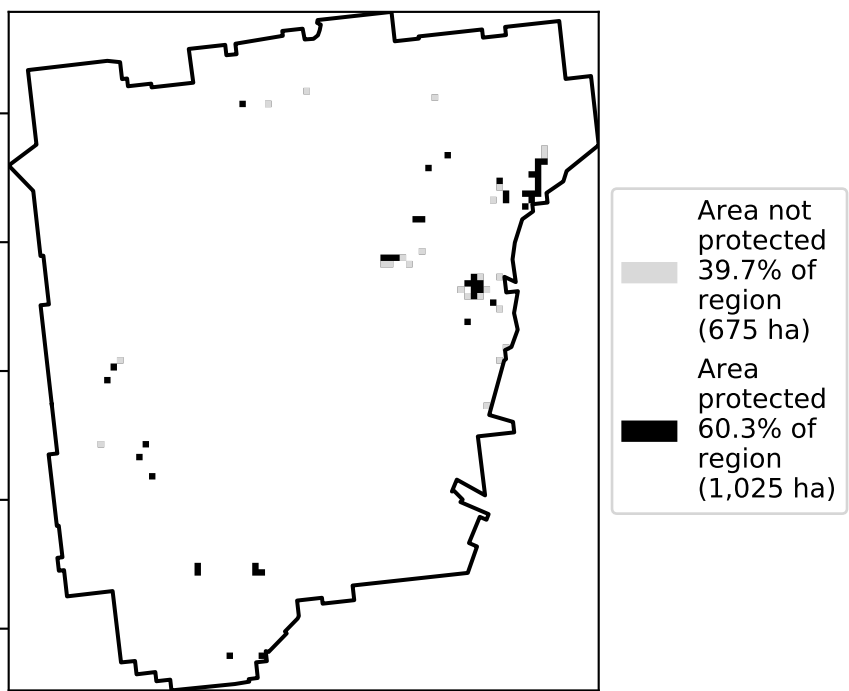 Area not
protected
39.7% of
region
(675 ha)
Area
protected
60.3% of
region
(1,025 ha)